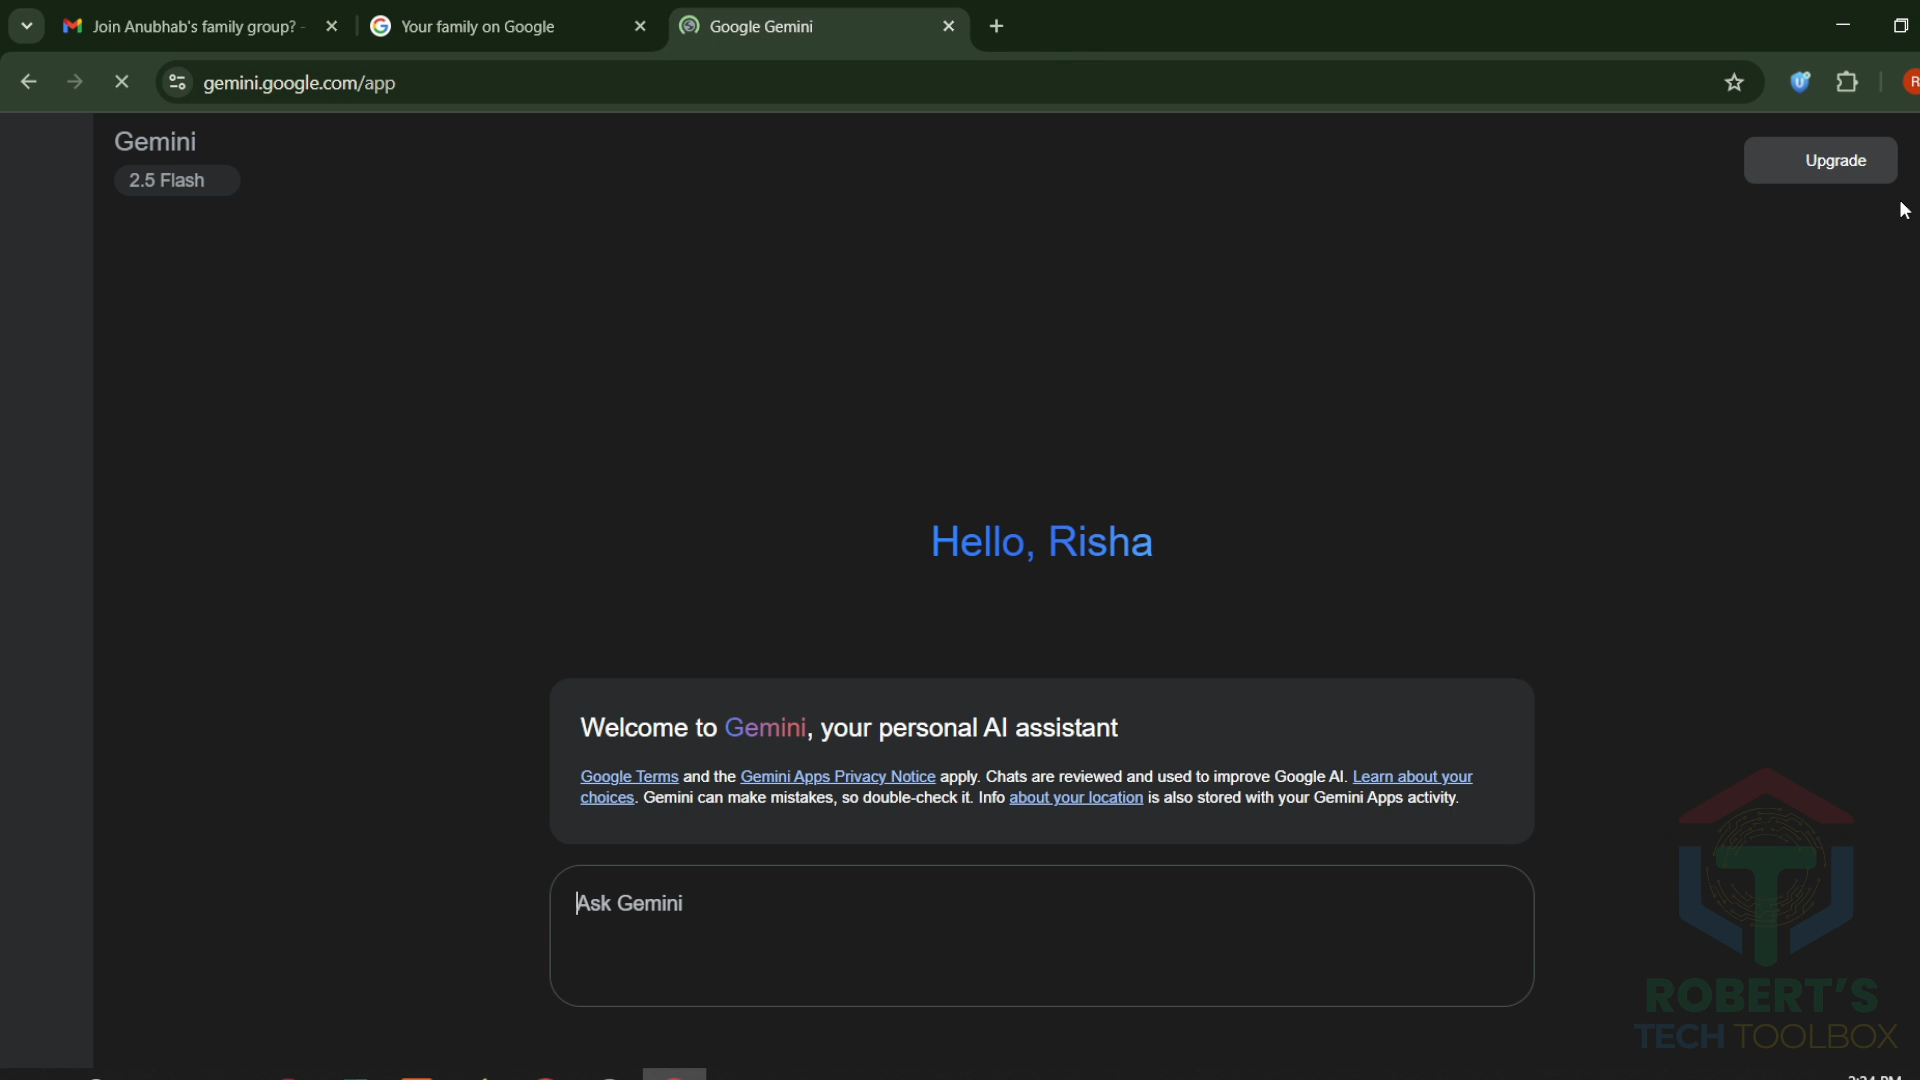 Join Anubhab's family group? -
Your family on Google
Google Gemini
gemini.google.com/app
R
Gemini
2.5 Flash
Upgrade
Hello, Risha
Welcome to Gemini, your personal AI assistant
Google Terms and the Gemini Apps Privacy Notice apply. Chats are reviewed and used to improve Google AI. Learn about your
choices. Gemini can make mistakes, so double-check it. Info about your location is also stored with your Gemini Apps activity.
Ask Gemini
ROBERT'S
TECH TOOLBOX